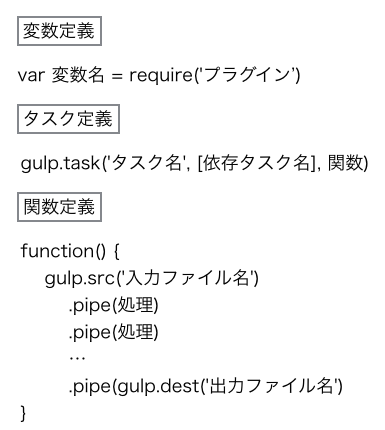 変数定義
var 変数名 = require('プラグイン’)
タスク定義
gulp.task('タスク名', [依存タスク名], 関数)
関数定義
function() {
gulp.src('入力ファイル名')
.pipe(処理)
.pipe(処理)
…
.pipe(gulp.dest('出力ファイル名')
}